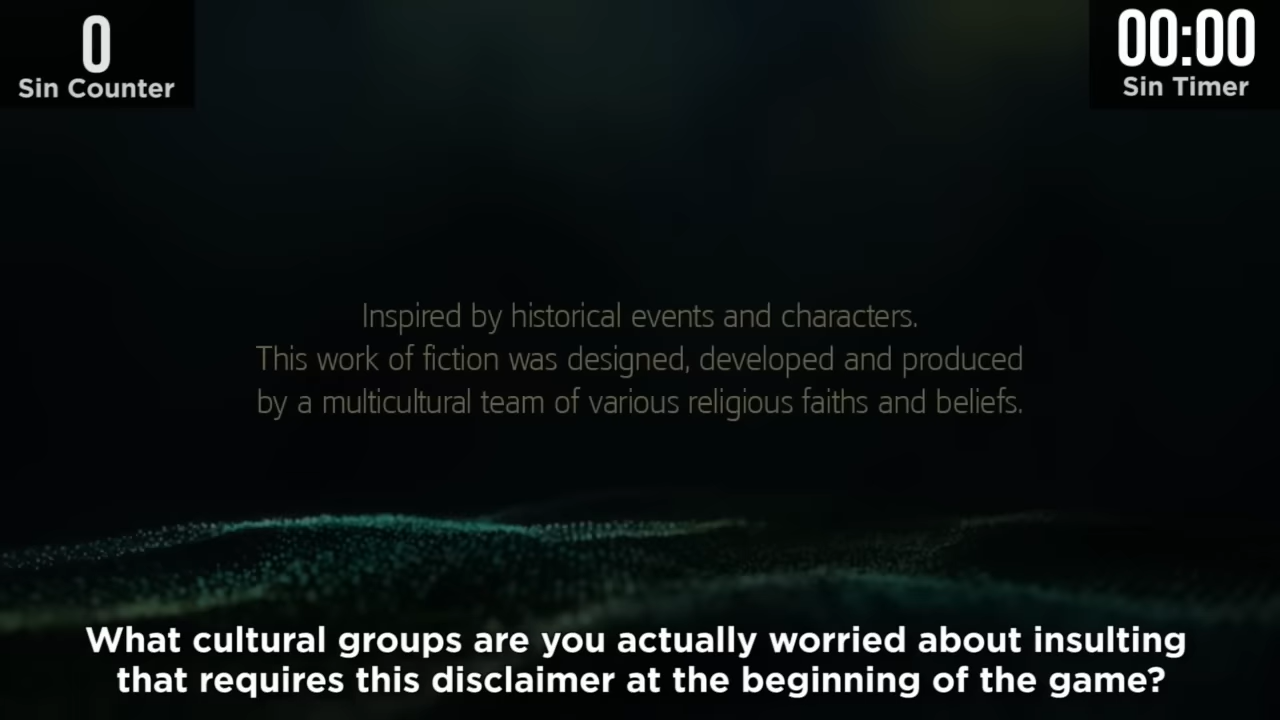 0
Sin Counter
00:00
Sin Timer
Inspired by historical events and characters.
This work of fiction was designed, developed and produced
by a multicultural team of various religious faiths and beliefs.
What cultural groups are you actually worried about insulting
that requires this disclaimer at the beginning of the game?